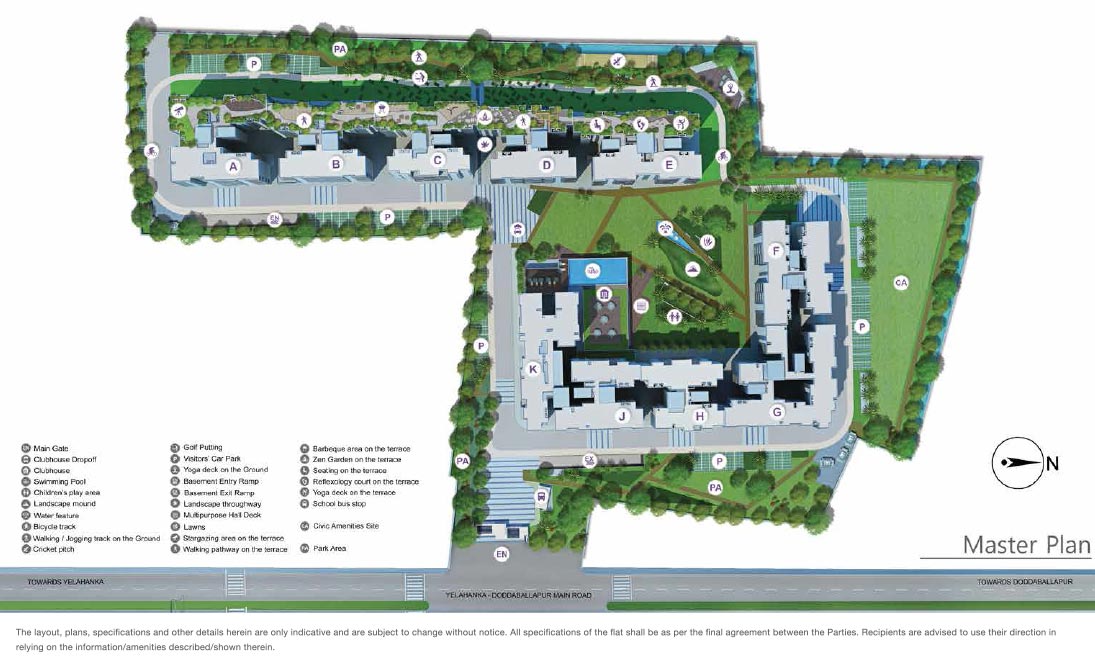 PA
P
A
B
C
D
E
EN
P
F
CA
P
P
K
J
H
G
PA
EX
P
PA
EN
N
Main Gate
Clubhouse Dropoff
Clubhouse
Swimming Pool
Children's play area
Landscape mound
Water feature
Bicycle track
Walking / Jogging track on the Ground
Cricket pitch
Golf Putting
P Visitors' Car Park
Yoga deck on the Ground
Basement Entry Ramp
Basement Exit Ramp
Landscape throughway
Multipurpose Hall Deck
Lawns
Stargazing area on the terrace
Walking pathway on the terrace
Barbeque area on the terrace
Zen Garden on the terrace
Seating on the terrace
Reflexology court on the terrace
Yoga deck on the terrace
School bus stop
CA Civic Amenities Site
PA Park Area
Master Plan
TOWARDS YELAHANKA
YELAHANKA - DODDABALLAPUR MAIN ROAD
TOWARDS DODDABALLAPUR
The layout, plans, specifications and other details herein are only indicative and are subject to change without notice. All specifications of the flat shall be as per the final agreement between the Parties. Recipients are advised to use their direction in
relying on the information/amenities described/shown therein.